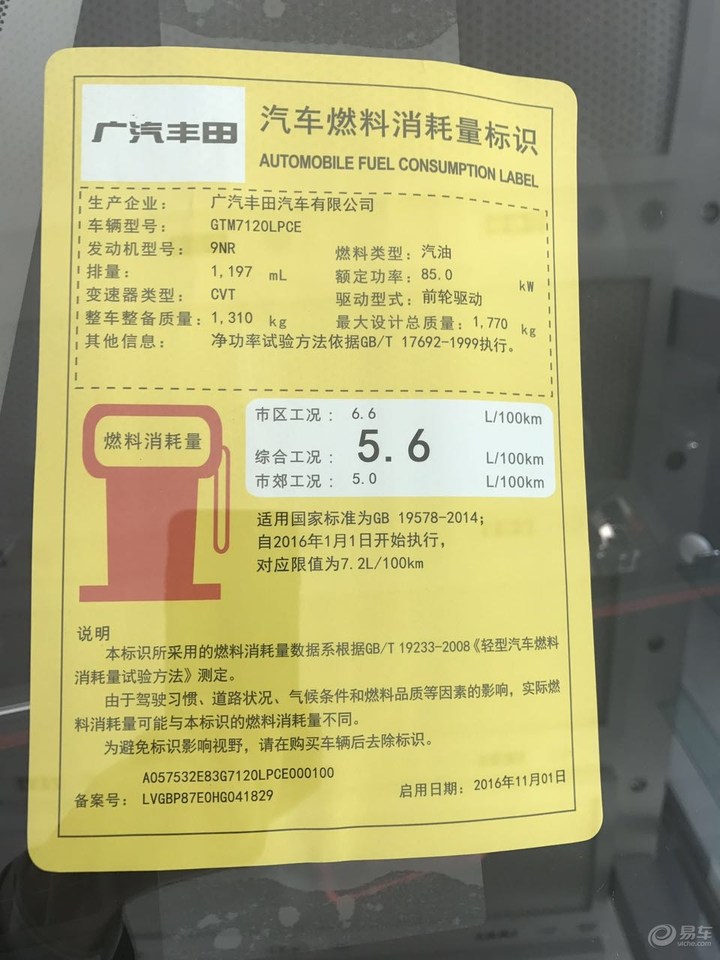 广汽丰田
汽车燃料消耗量标识
AUTOMOBILE FUEL CONSUMPTION LABEL
生产企业： 广汽丰田汽车有限公司
车辆型号： GTM7120LPCE
发动机型号： 9NR 燃料类型： 汽油
排量： 1,197 mL 额定功率： 85.0 kW
变速器类型： CVT 驱动型式： 前轮驱动
整车整备质量： 1,310 kg 最大设计总质量： 1,770 kg
其他信息： 净功率试验方法依据GB/T 17692-1999执行。
燃料消耗量
市区工况： 6.6 L/100km
综合工况： 5.6 L/100km
市郊工况： 5.0 L/100km
适用国家标准为GB 19578-2014；
自2016年1月1日开始执行，
对应限值为7.2L/100km
说明
本标识所采用的燃料消耗量数据系根据GB/T 19233-2008《轻型汽车燃料
消耗量试验方法》测定。
由于驾驶习惯、道路状况、气候条件和燃料品质等因素的影响，实际燃
料消耗量可能与本标识的燃料消耗量不同。
为避免标识影响视野，请在购买车辆后去除标识。
A057532E83G7120LPCE000100
备案号： LVGBP87E0HG041829 启用日期： 2016年11月01日
易车
yiche.com